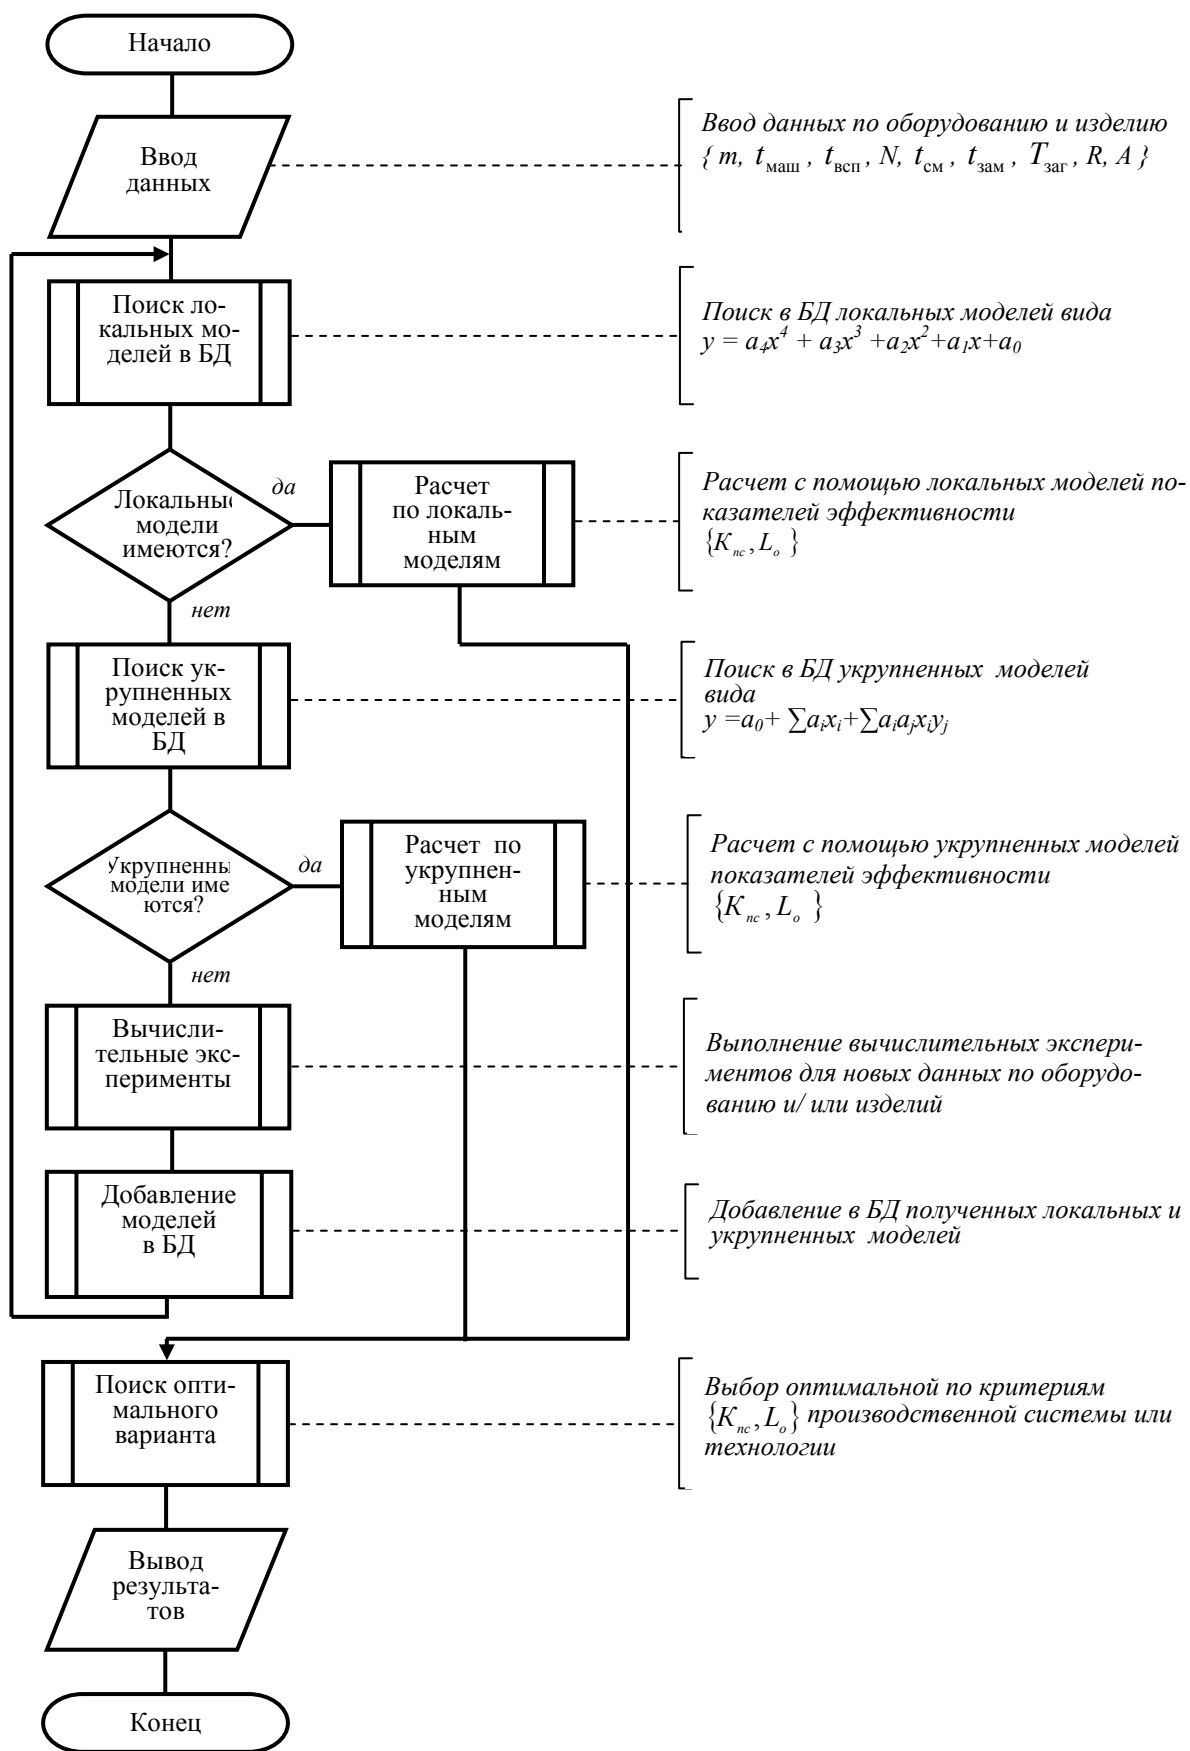 Начало
Ввод
данных
Ввод данных по оборудованию и изделию
{ m, tмаш , tвсп , N, tсм , tзам , Tзаг , R, A }
Поиск ло-
кальных мо-
делей в БД
Поиск в БД локальных моделей вида
y = a₄x⁴ + a₃x³ +a₂x²+a₁x+a₀
Локальны
модели
имеются?
да
нет
Расчет
по локаль-
ным
моделям
Расчет с помощью локальных моделей по-
казателей эффективности
{Кпс , Lо }
Поиск ук-
рупненных
моделей в
БД
Поиск в БД укрупненных моделей
вида
y =a₀+ ∑aᵢxᵢ+∑aᵢaⱼxᵢyⱼ
Укрупненны
модели име
ются?
да
нет
Расчет по
укрупнен-
ным
моделям
Расчет с помощью укрупненных моделей
показателей эффективности
{Кпс , Lо }
Вычисли-
тельные экс-
перименты
Выполнение вычислительных экспери-
ментов для новых данных по оборудо-
ванию и/ или изделий
Добавление
моделей
в БД
Добавление в БД полученных локальных и
укрупненных моделей
Поиск опти-
мального
варианта
Выбор оптимальной по критериям
{Кпс , Lо} производственной системы или
технологии
Вывод
результа-
тов
Конец